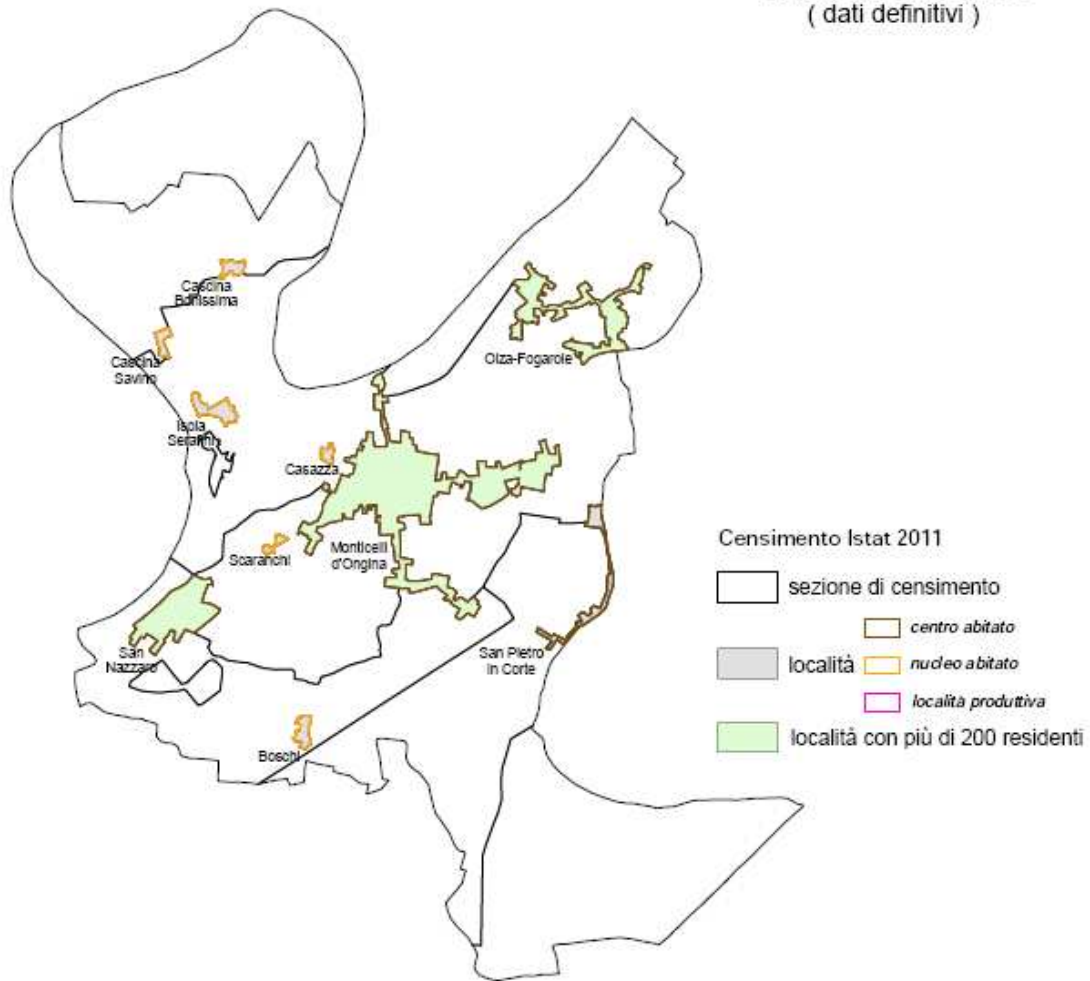 ( dati definitivi )
Cascina
Bonissima
Cascina
Savino
Isola
Serafini
Olza-Fogarole
Casazza
Scaranchi
Monticelli
d'Ongina
San
Nazzaro
San Pietro
in Corte
Boschi
Censimento Istat 2011
sezione di censimento
centro abitato
località
nucleo abitato
località produttiva
località con più di 200 residenti